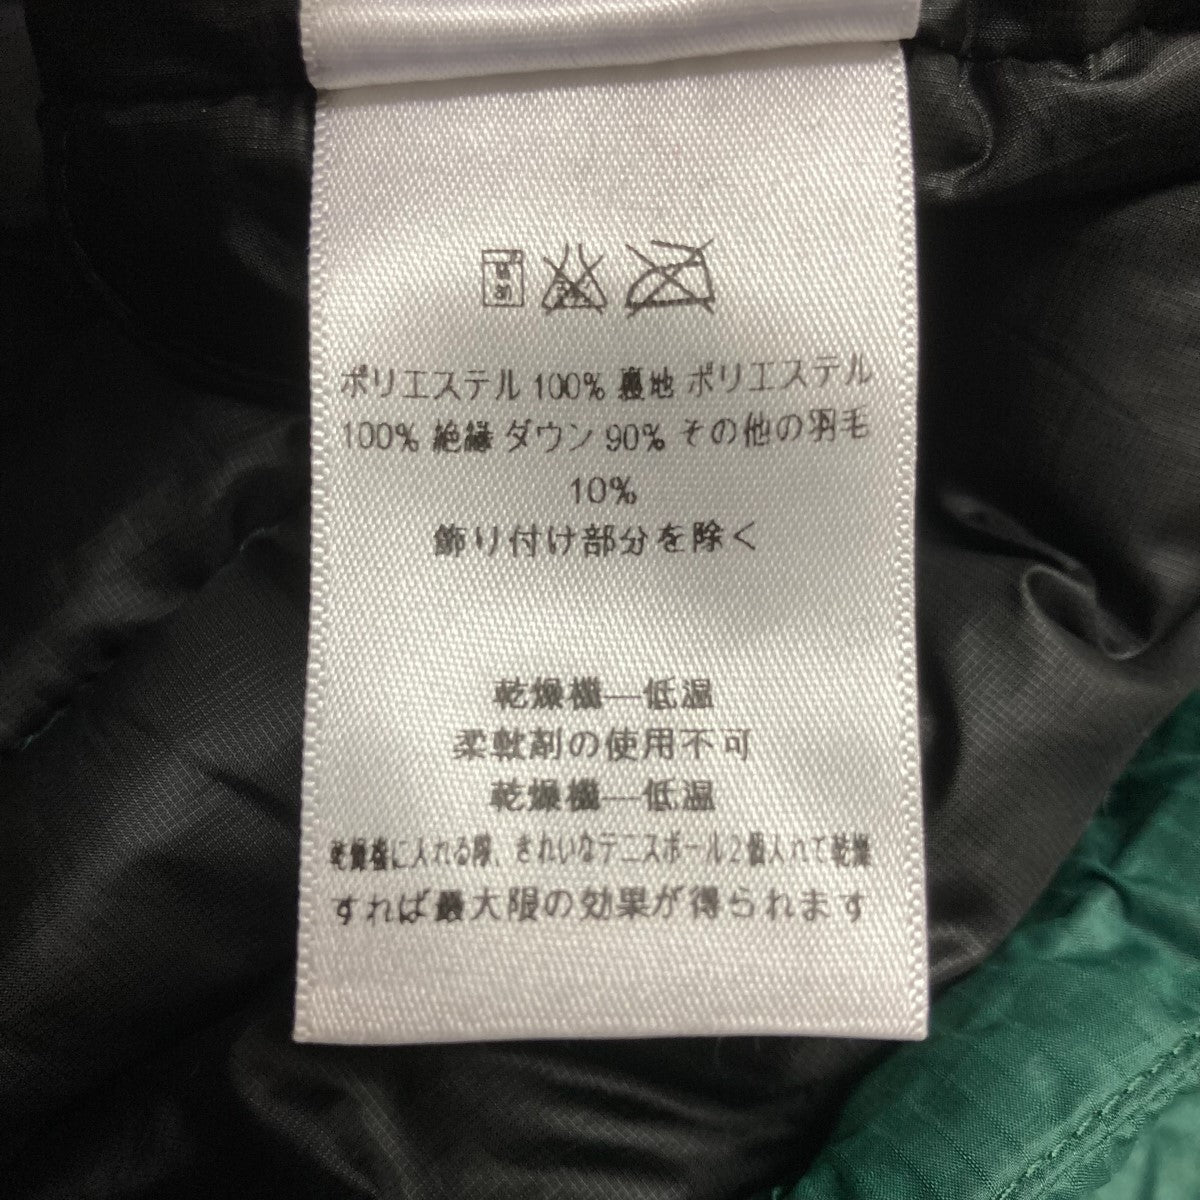 ポリエステル 100% 裏地 ポリエステル
100% 絶縁 ダウン 90% その他の羽毛
10%
飾り付け部分を除く
乾燥機—低温
柔軟剤の使用不可
乾燥機—低温
乾燥機に入れる際、きれいなテニスボール2個入れて乾燥
すれば最大限の効果が得られます